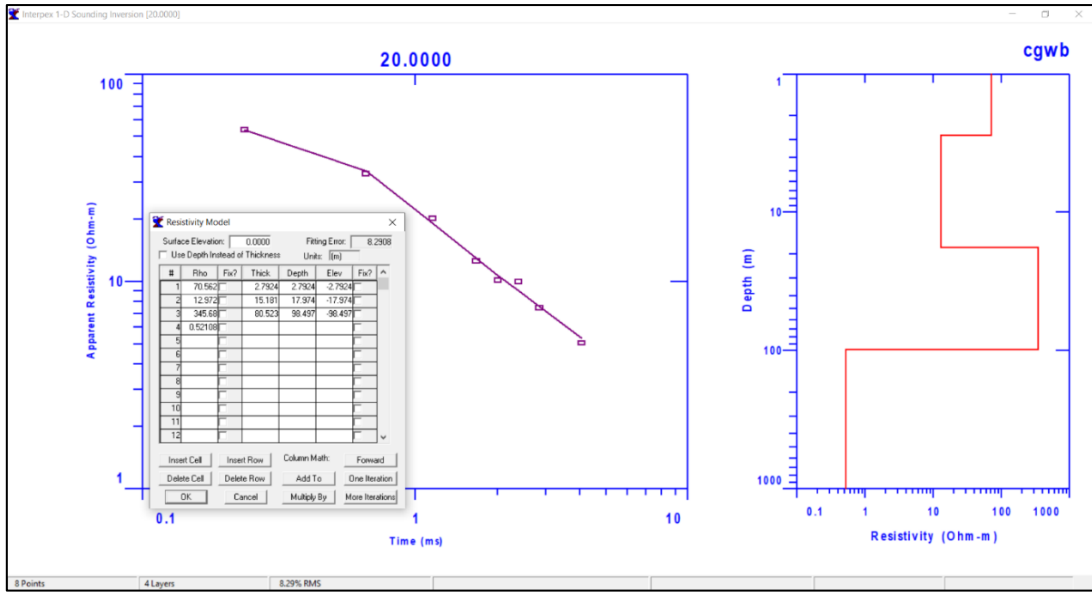 Interpex 1-D Sounding Inversion [20.0000]
20.0000
cgwb
100
10
1
Apparent Resistivity (Ohm-m)
0.1 1 10
Time (ms)
Resistivity Model
Surface Elevation: 0.0000 Fitting Error: 8.2908
Use Depth Instead of Thickness Units: (m)
# Rho Fix? Thick Depth Elev Fix?
1 70.562 2.7924 2.7924 -2.7924
2 12.972 15.181 17.974 -17.974
3 345.68 80.523 98.497 -98.497
4 0.52108
5
6
7
8
9
10
11
12
Insert Cell Insert Row Column Math: Forward
Delete Cell Delete Row Add To One Iteration
OK Cancel Multiply By More Iterations
1
10
100
1000
Depth (m)
0.1 1 10 100 1000
Resistivity (Ohm-m)
8 Points 4 Layers 8.29% RMS